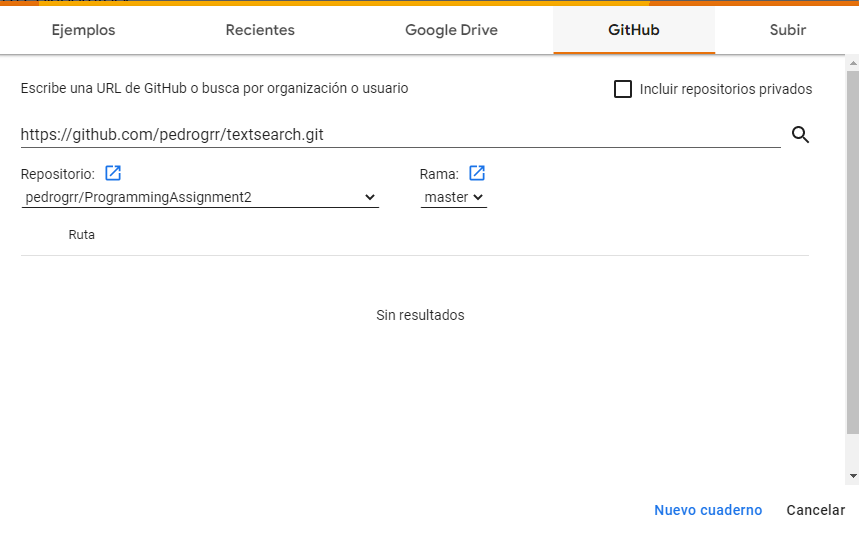 Ejemplos Recientes Google Drive GitHub Subir
Escribe una URL de GitHub o busca por organización o usuario Incluir repositorios privados
https://github.com/pedrogrr/textsearch.git
Repositorio: Rama:
pedrogrr/ProgrammingAssignment2 master
Ruta
Sin resultados
Nuevo cuaderno Cancelar